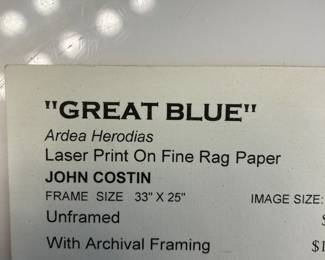 "GREAT BLUE"
Ardea Herodias
Laser Print On Fine Rag Paper
JOHN COSTIN
FRAME SIZE 33" X 25" IMAGE SIZE:
Unframed
With Archival Framing